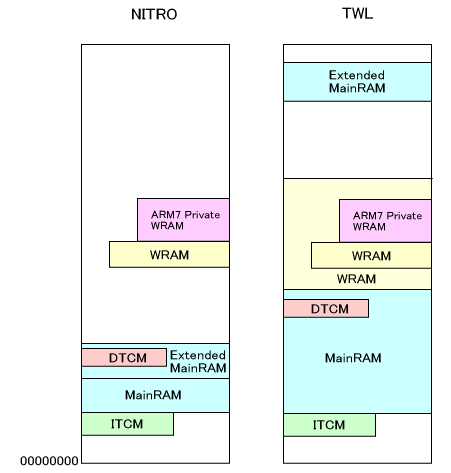 NITRO
TWL
Extended
MainRAM
ARM7 Private
WRAM
WRAM
DTCM
Extended
MainRAM
MainRAM
ITCM
00000000
ARM7 Private
WRAM
WRAM
WRAM
DTCM
MainRAM
ITCM